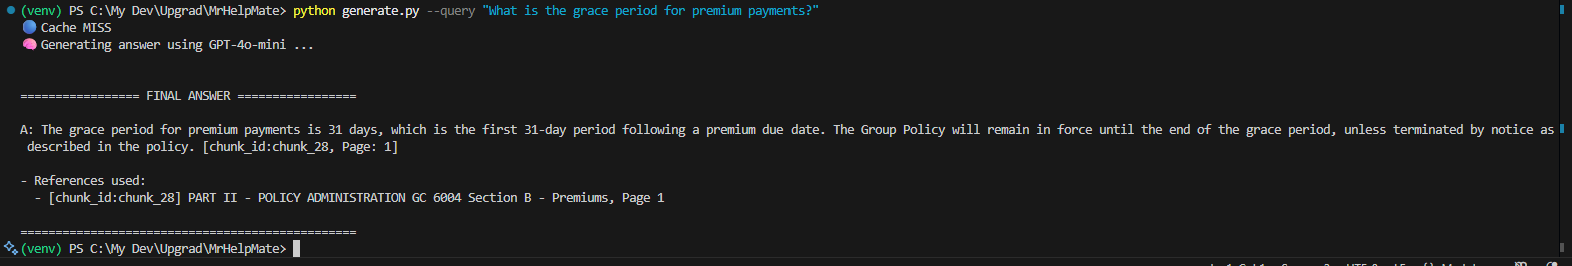 (venv) PS C:\My Dev\Upgrad\MrHelpMate> python generate.py --query "What is the grace period for premium payments?"
Cache MISS
Generating answer using GPT-4o-mini ...
================= FINAL ANSWER =================
A: The grace period for premium payments is 31 days, which is the first 31-day period following a premium due date. The Group Policy will remain in force until the end of the grace period, unless terminated by notice as
described in the policy. [chunk_id:chunk_28, Page: 1]
- References used:
- [chunk_id:chunk_28] PART II - POLICY ADMINISTRATION GC 6004 Section B - Premiums, Page 1
================================================
(venv) PS C:\My Dev\Upgrad\MrHelpMate>